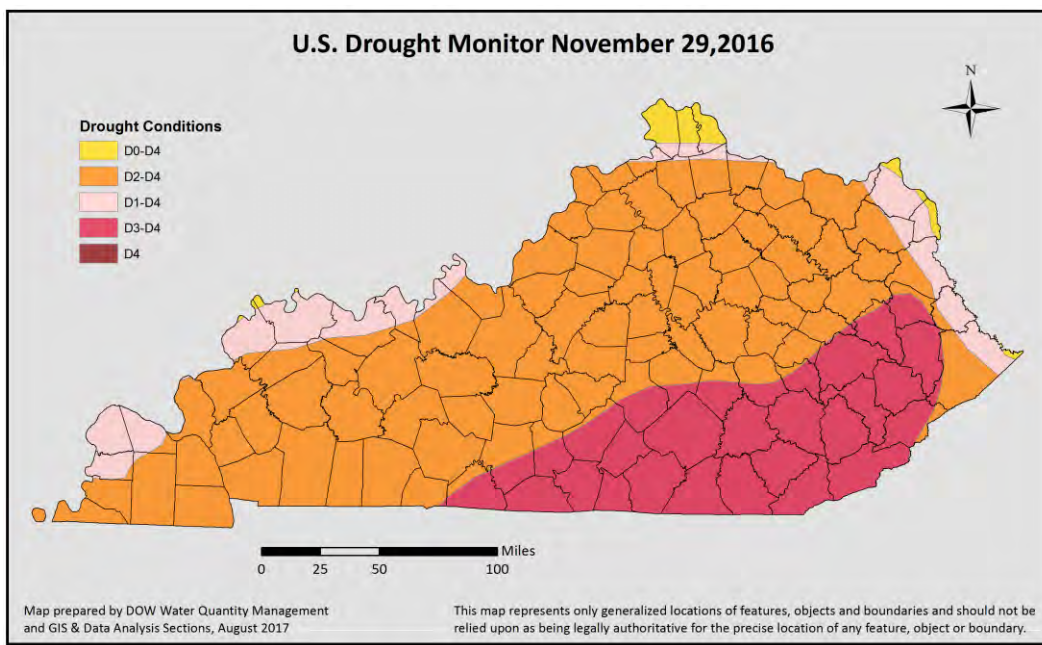 U.S. Drought Monitor November 29,2016
N
Drought Conditions
D0-D4
D2-D4
D1-D4
D3-D4
D4
Miles
0 25 50 100
Map prepared by DOW Water Quantity Management
and GIS & Data Analysis Sections, August 2017
This map represents only generalized locations of features, objects and boundaries and should not be
relied upon as being legally authoritative for the precise location of any feature, object or boundary.